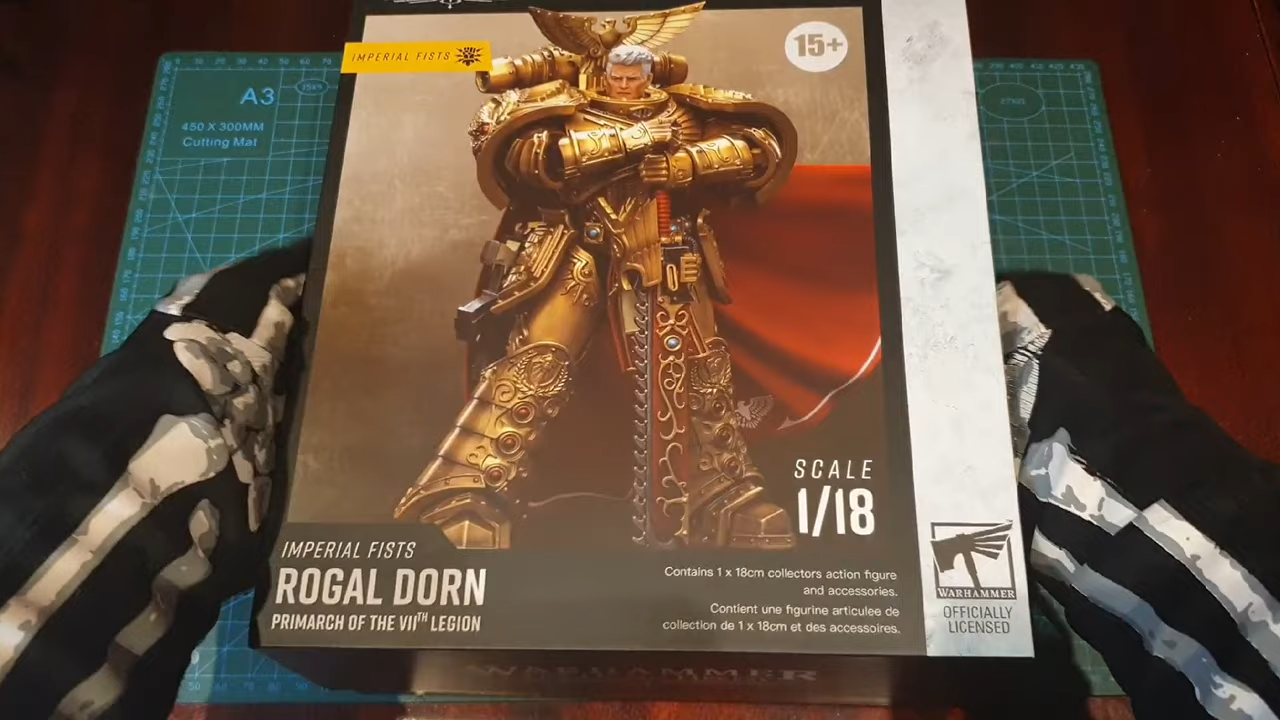 IMPERIAL FISTS
15+
A3
450 X 300MM
Cutting Mat
SCALE
1/18
IMPERIAL FISTS
ROGAL DORN
PRIMARCH OF THE VIITH LEGION
Contains 1 x 18cm collectors action figure
and accessories.
Contient une figurine articulee de
collection de 1 x 18cm et des accessoires.
WARHAMMER
OFFICIALLY
LICENSED
WARHAMMER